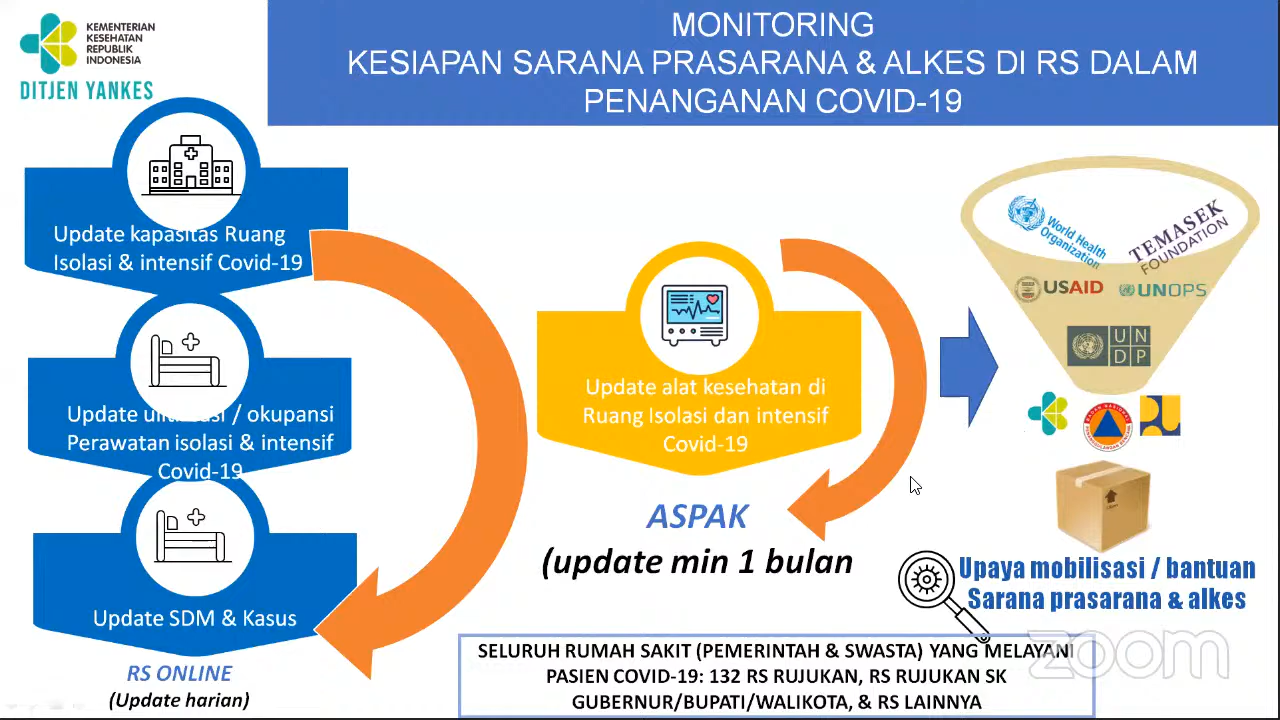 KEMENTERIAN
KESEHATAN
REPUBLIK
INDONESIA
DITJEN YANKES
MONITORING
KESIAPAN SARANA PRASARANA & ALKES DI RS DALAM
PENANGANAN COVID-19
Update kapasitas Ruang
Isolasi & intensif Covid-19
Update / okupansi
Perawatan isolasi & intensif
Covid-19
Update SDM & Kasus
RS ONLINE
(Update harian)
Update alat kesehatan di
Ruang Isolasi dan intensif
Covid-19
ASPAK
(update min 1 bulan
World Health
Organization
TEMASEK
FOUNDATION
USAID
UNOPS
UN
DP
Upaya mobilisasi / bantuan
Sarana prasarana & alkes
SELURUH RUMAH SAKIT (PEMERINTAH & SWASTA) YANG MELAYANI
PASIEN COVID-19: 132 RS RUJUKAN, RS RUJUKAN SK
GUBERNUR/BUPATI/WALIKOTA, & RS LAINNYA
zoom